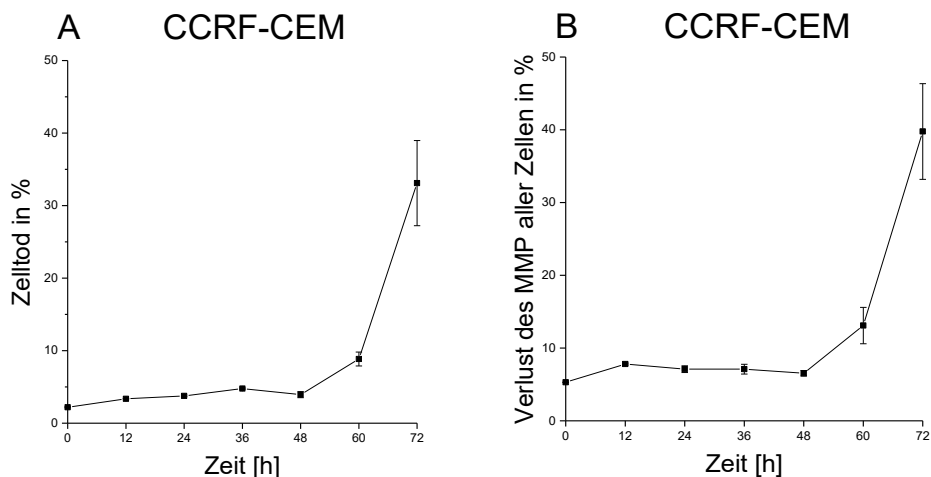 A CCRF-CEM
50
40
30
20
10
0
Zelltod in %
0 12 24 36 48 60 72
Zeit [h]
B CCRF-CEM
50
40
30
20
10
0
Verlust des MMP aller Zellen in %
0 12 24 36 48 60 72
Zeit [h]